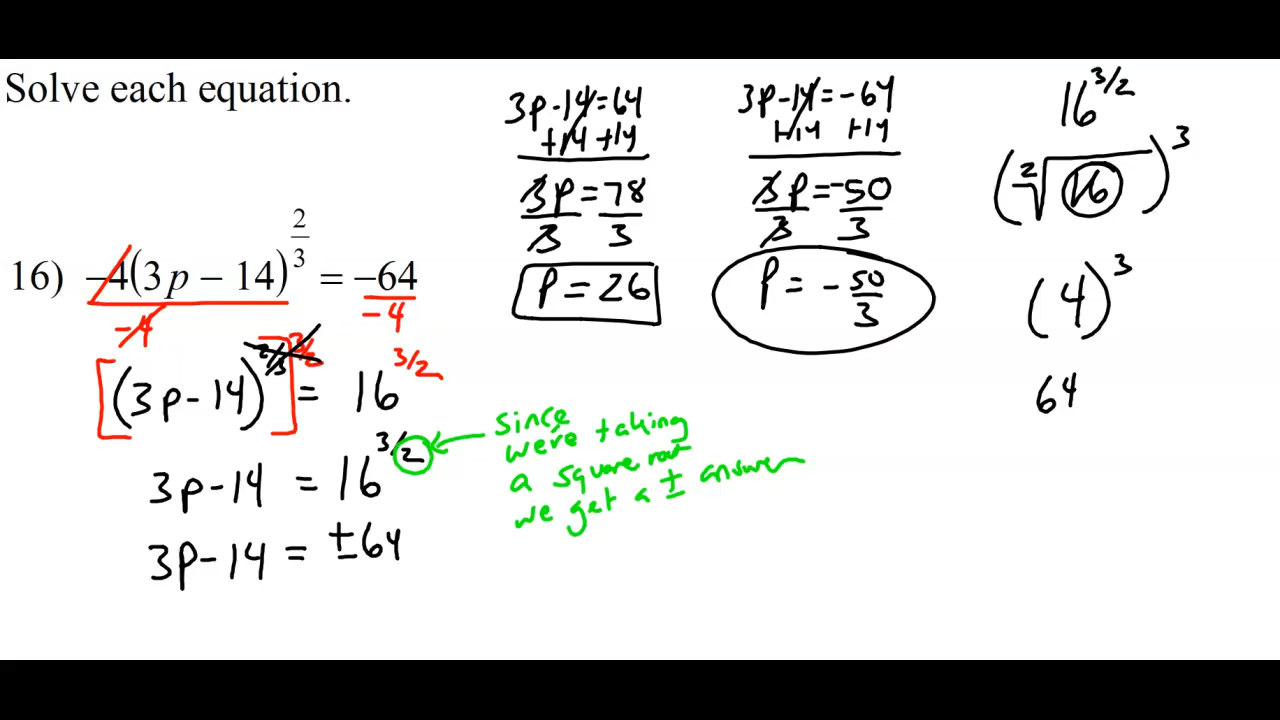 Solve each equation.
16) -4(3p - 14)^{2/3} = -64
-4 -4
[(3p-14)^{2/3}]^{3/2} = 16^{3/2}
3p-14 = 16^{3/2}
3p-14 = ±64
since
we're taking
a square root
we get a ± answer
3p-14=64
+14 +14
3p=78
3 3
p=26
3p-14=-64
+14 +14
3p=-50
3 3
p=-50/3
16^{3/2}
(²√16)³
(4)³
64